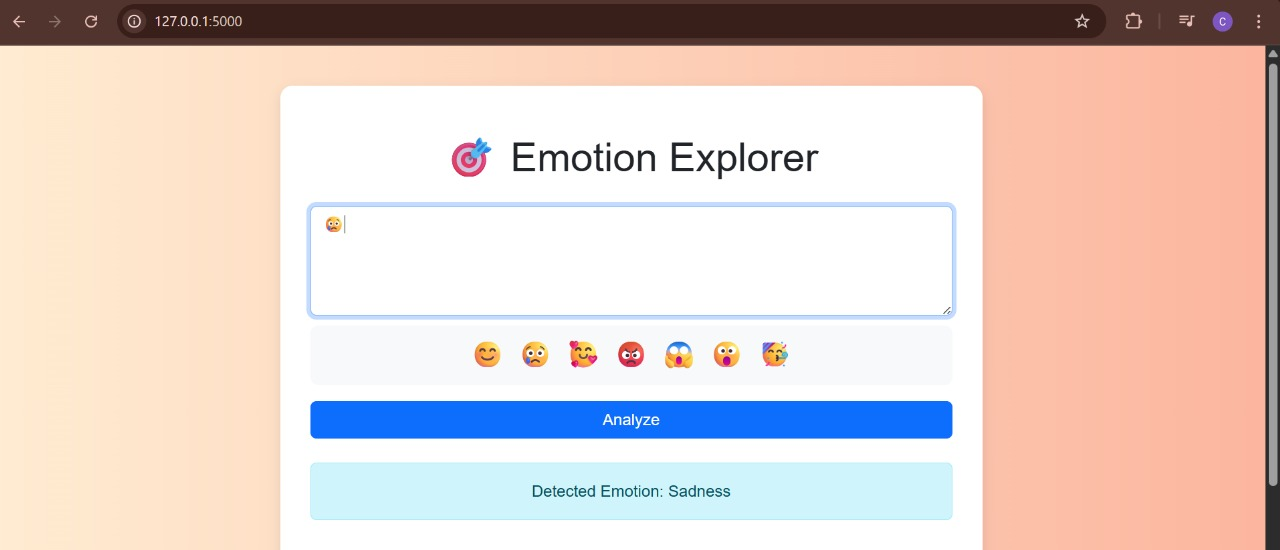 127.0.0.1:5000
C
🎯 Emotion Explorer
😢
😊 😢 🥰 😡 😱 😲 🥳
Analyze
Detected Emotion: Sadness